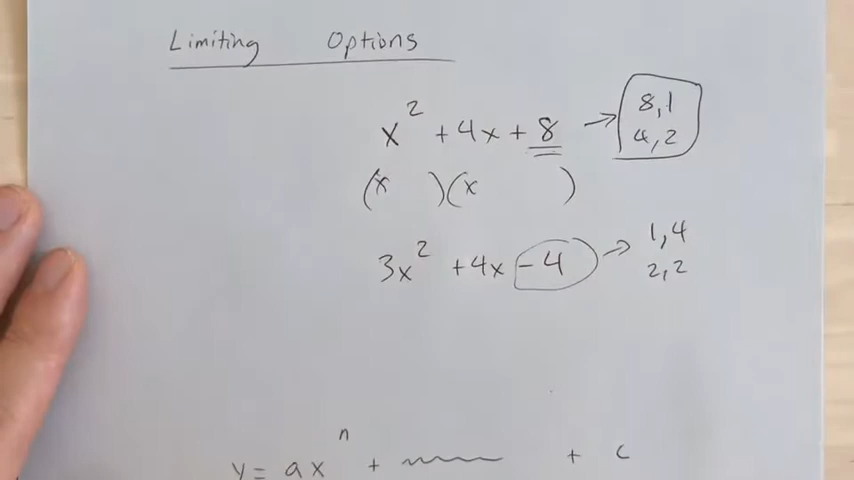 Limiting Options
x² + 4x + 8 → 8,1
4,2
(x )(x )
3x² + 4x - 4 → 1,4
2,2
y = ax^n + + c